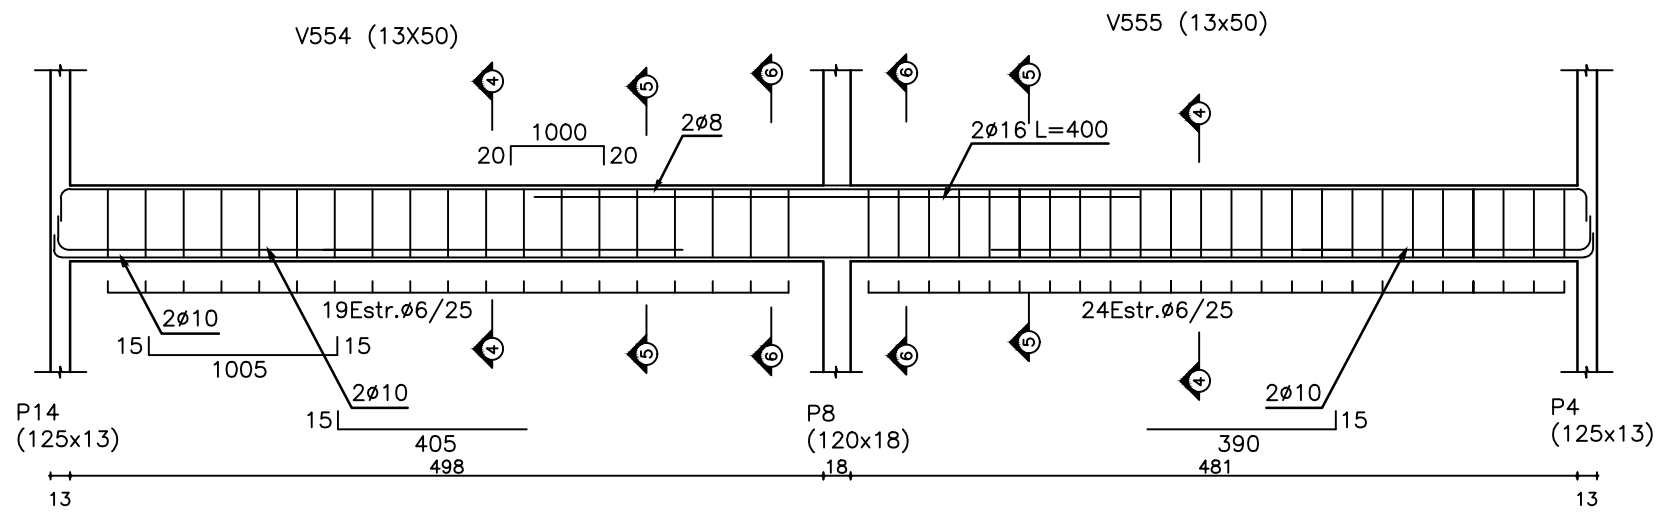 V554 (13X50)
V555 (13x50)
4
5
6
6
5
4
1000
20
20
2ø8
2ø16 L=400
19Estr.ø6/25
24Estr.ø6/25
2ø10
15
15
1005
4
5
6
6
5
4
2ø10
15
405
2ø10
15
390
P14
(125x13)
P8
(120x18)
P4
(125x13)
498
18
481
13
13